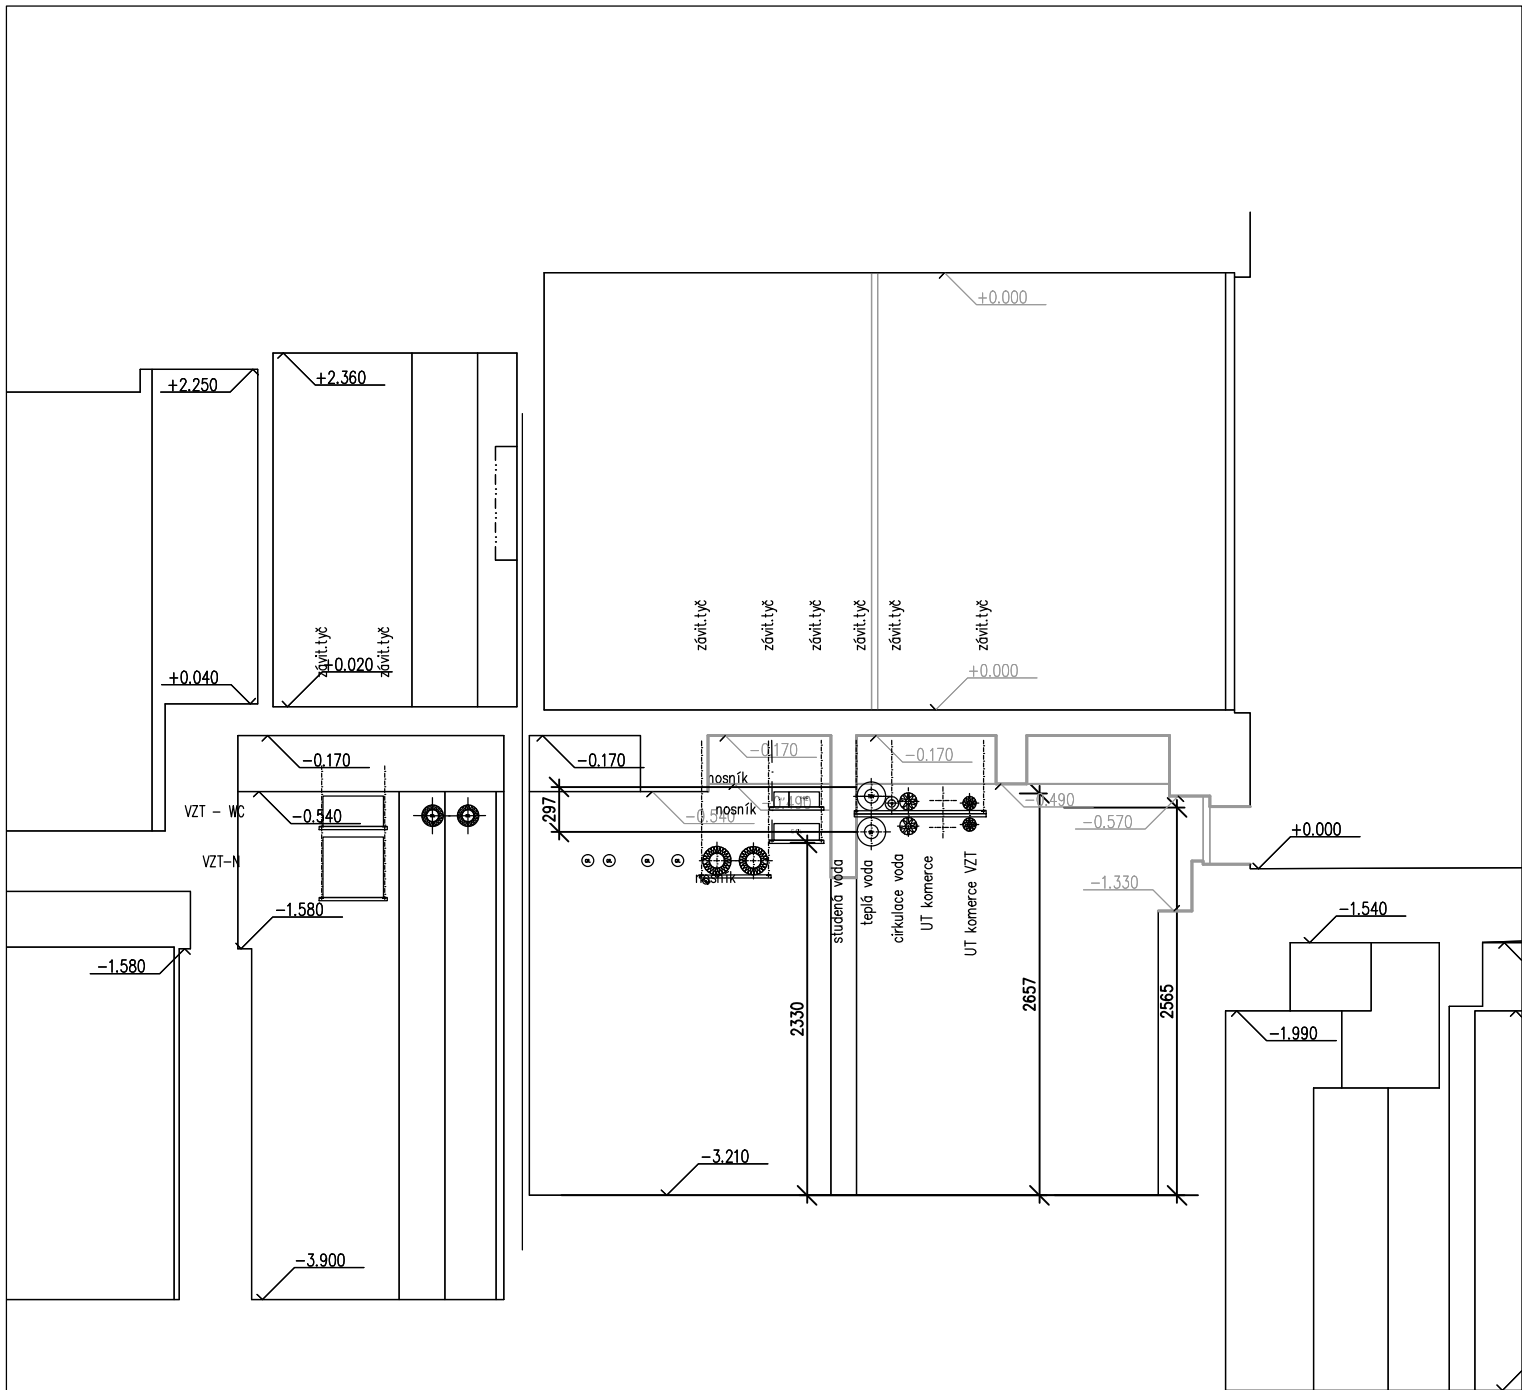 +0.000
+2.250
+2.360
závit.tyč
závit.tyč
závit.tyč
závit.tyč
závit.tyč
závit.tyč
závit.tyč
závit.tyč
+0.020
+0.040
+0.000
-0.170
-0.170
-0.170
-0.170
nosník
-0.490
-0.490
nosník
297
VZT - WC
-0.540
-0.540
-0.570
+0.000
VZT-N
nosník
-1.330
studená voda
teplá voda
cirkulace voda
UT komerce
UT komerce VZT
-1.580
-1.540
-1.580
2330
2657
2565
-1.990
-3.210
-3.900